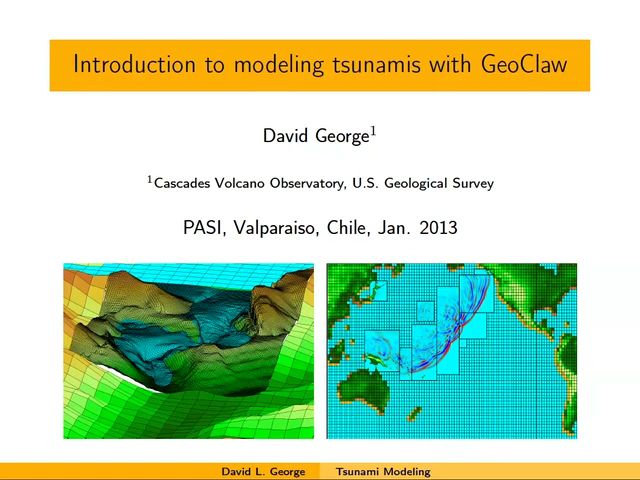 Introduction to modeling tsunamis with GeoClaw
David George¹
¹Cascades Volcano Observatory, U.S. Geological Survey
PASI, Valparaiso, Chile, Jan. 2013
David L. George Tsunami Modeling